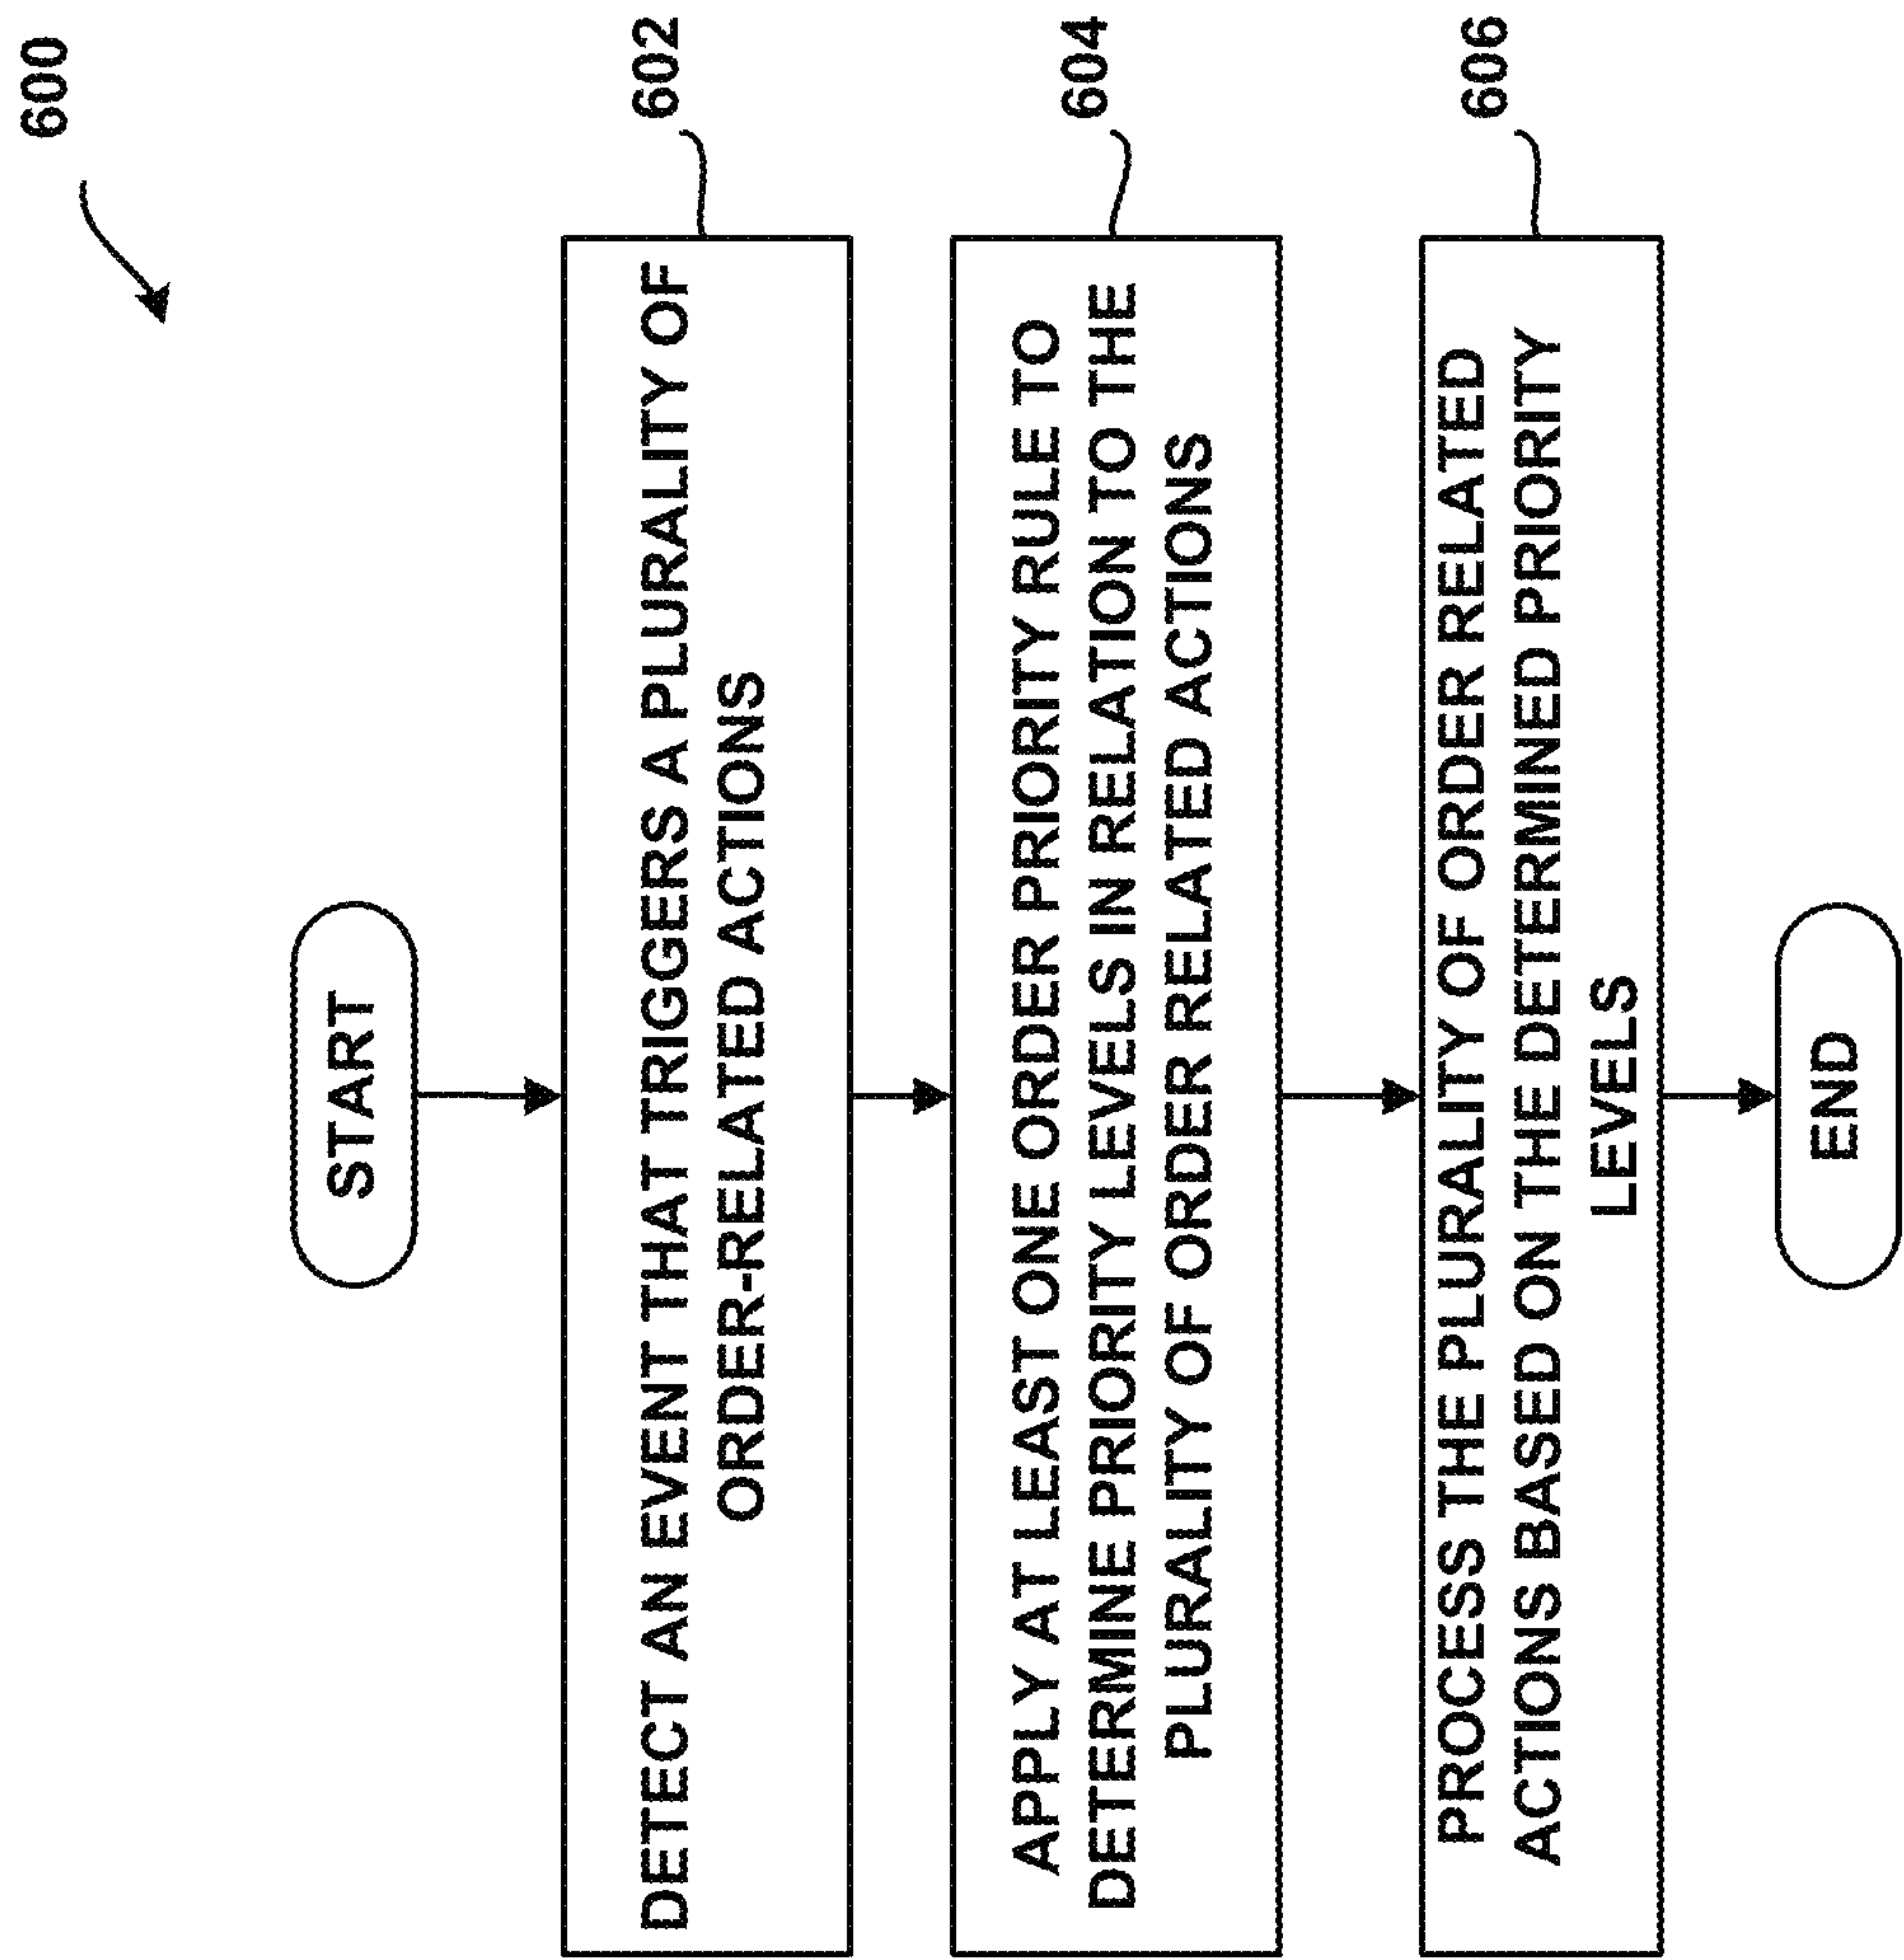 600
START
DETECT AN EVENT THAT TRIGGERS A PLURALITY OF
ORDER-RELATED ACTIONS
602
APPLY AT LEAST ONE ORDER PRIORITY RULE TO
DETERMINE PRIORITY LEVELS IN RELATION TO THE
PLURALITY OF ORDER RELATED ACTIONS
604
PROCESS THE PLURALITY OF ORDER RELATED
ACTIONS BASED ON THE DETERMINED PRIORITY
LEVELS
606
END